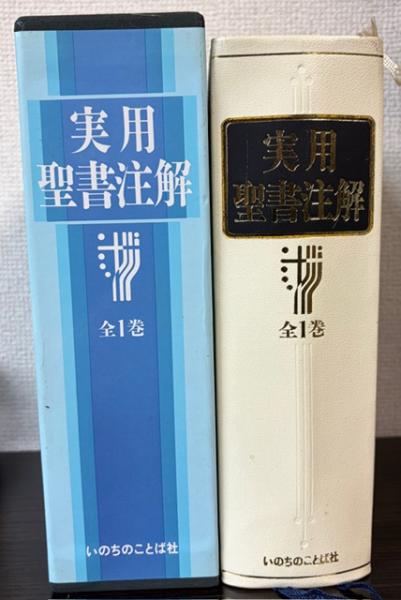 実用
聖書注解
全1巻
いのちのことば社
実用
聖書注解
全1巻
いのちのことば社